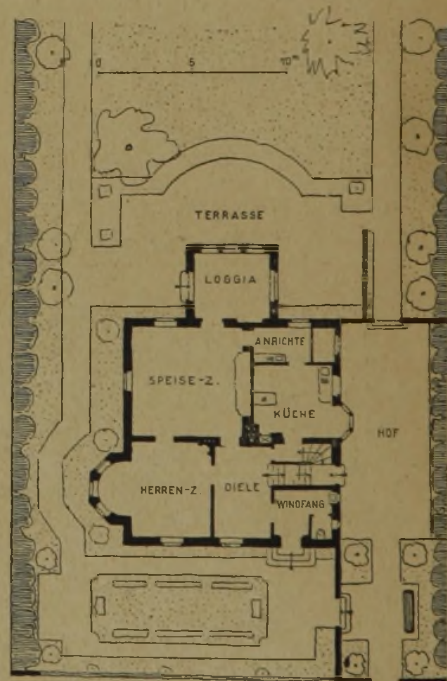 0 5 10 m
TERRASSE
LOGGIA
ANRICHTE
SPEISE-Z.
KÜCHE
HOF
HERREN-Z.
DIELE
WINDFANG